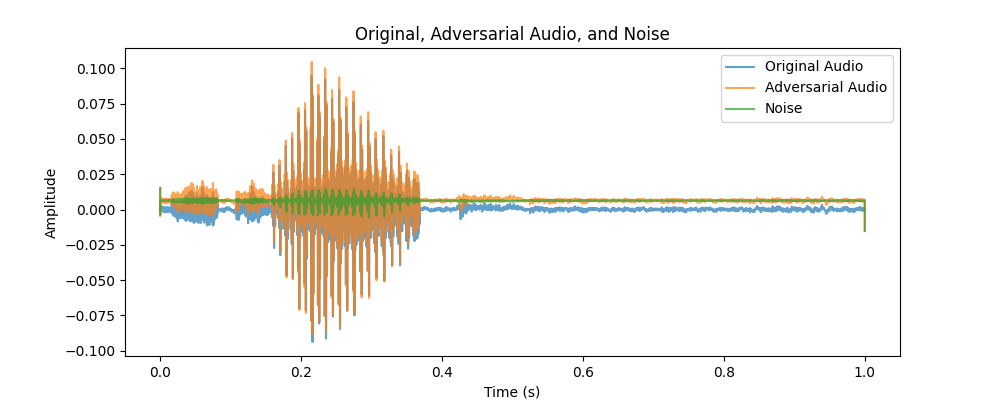 Original, Adversarial Audio, and Noise
Original Audio
Adversarial Audio
Noise
0.100
0.075
0.050
0.025
0.000
−0.025
−0.050
−0.075
−0.100
Amplitude
0.0 0.2 0.4 0.6 0.8 1.0
Time (s)